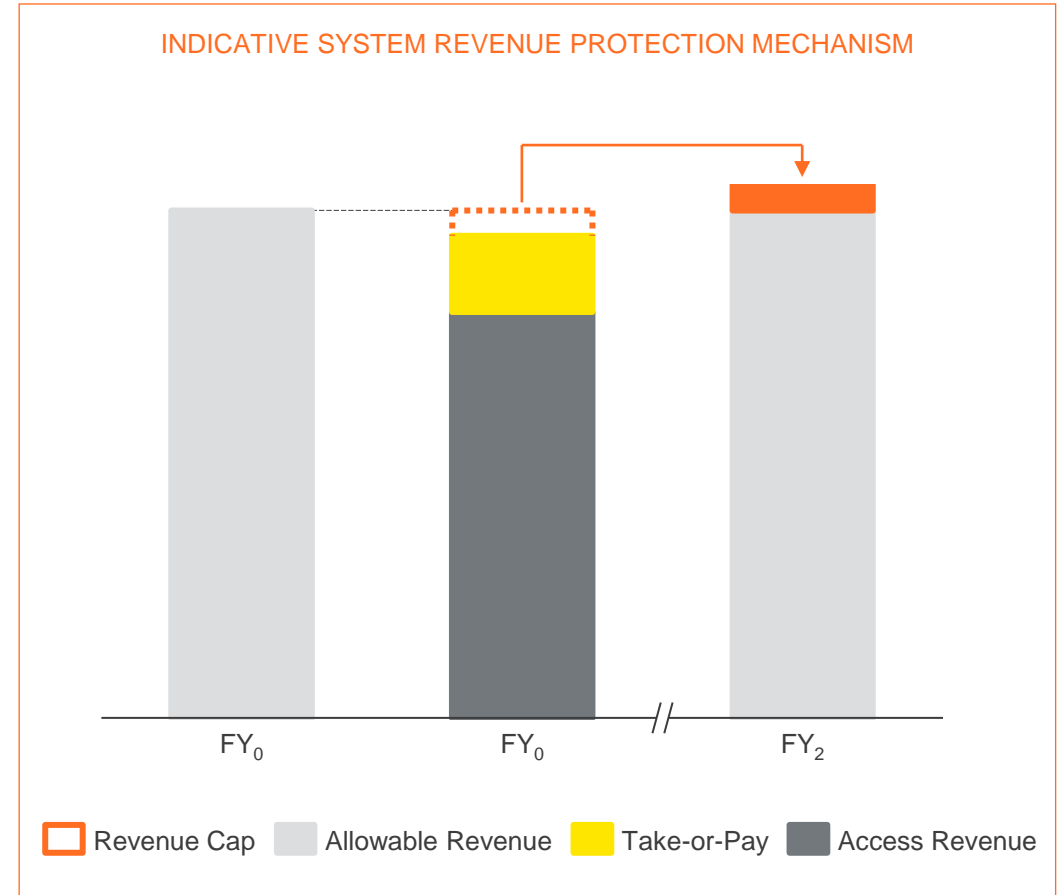 INDICATIVE SYSTEM REVENUE PROTECTION MECHANISM
FY₀ FY₀ FY₂
Revenue Cap Allowable Revenue Take-or-Pay Access Revenue